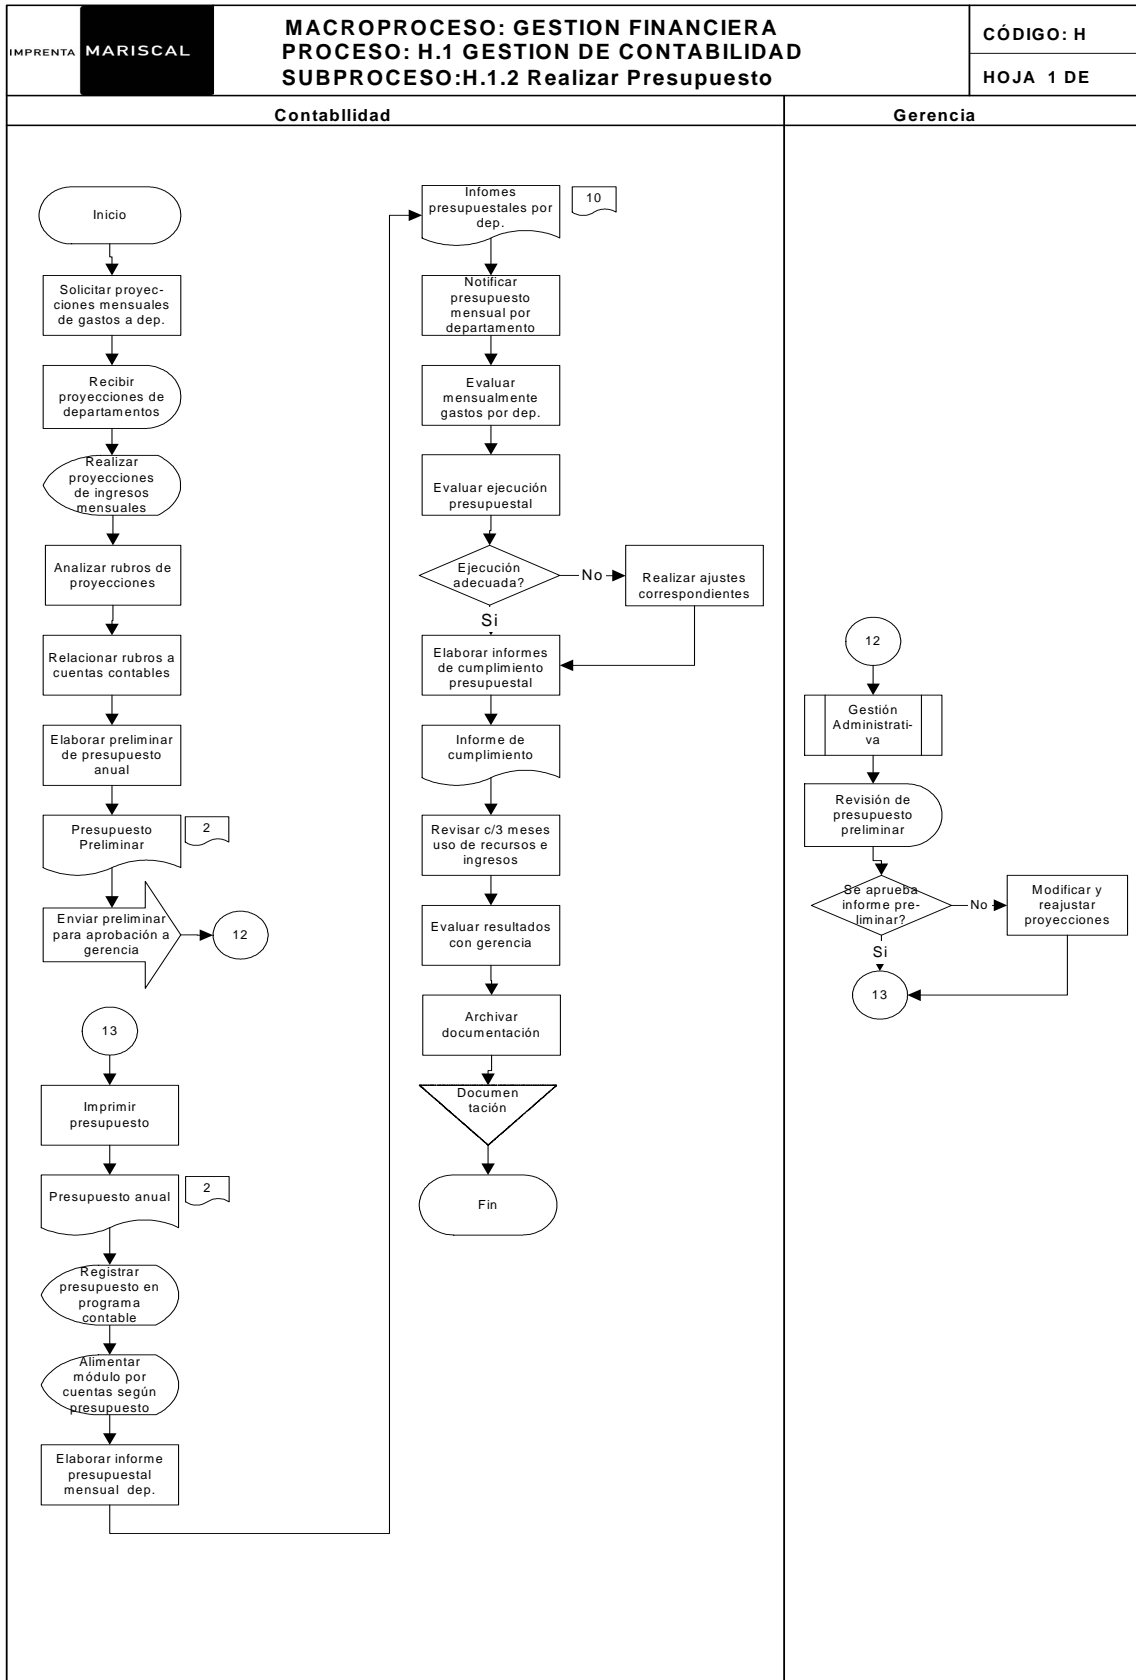 IMPRENTA MARISCAL
MACROPROCESO: GESTION FINANCIERA
PROCESO: H.1 GESTION DE CONTABILIDAD
SUBPROCESO:H.1.2 Realizar Presupuesto
CÓDIGO: H
HOJA 1 DE
Contabilidad
Inicio
Solicitar proyec-
ciones mensuales
de gastos a dep.
Recibir
proyecciones de
departamentos
Realizar
proyecciones
de ingresos
mensuales
Analizar rubros de
proyecciones
Relacionar rubros a
cuentas contables
Elaborar preliminar
de presupuesto
anual
Presupuesto
Preliminar
2
Enviar preliminar
para aprobación a
gerencia
12
13
Imprimir
presupuesto
Presupuesto anual
2
Registrar
presupuesto en
programa
contable
Alimentar
módulo por
cuentas según
presupuesto
Elaborar informe
presupuestal
mensual dep.
Infomes
presupuestales por
dep.
10
Notificar
presupuesto
mensual por
departamento
Evaluar
mensualmente
gastos por dep.
Evaluar ejecución
presupuestal
Ejecución
adecuada?
No
Realizar ajustes
correspondientes
Si
Elaborar informes
de cumplimiento
presupuestal
Informe de
cumplimiento
Revisar c/3 meses
uso de recursos e
ingresos
Evaluar resultados
con gerencia
Archivar
documentación
Documen
tación
Fin
Gerencia
12
Gestión
Administrati-
va
Revisión de
presupuesto
preliminar
Se aprueba
informe pre-
liminar?
No
Modificar y
reajustar
proyecciones
Si
13